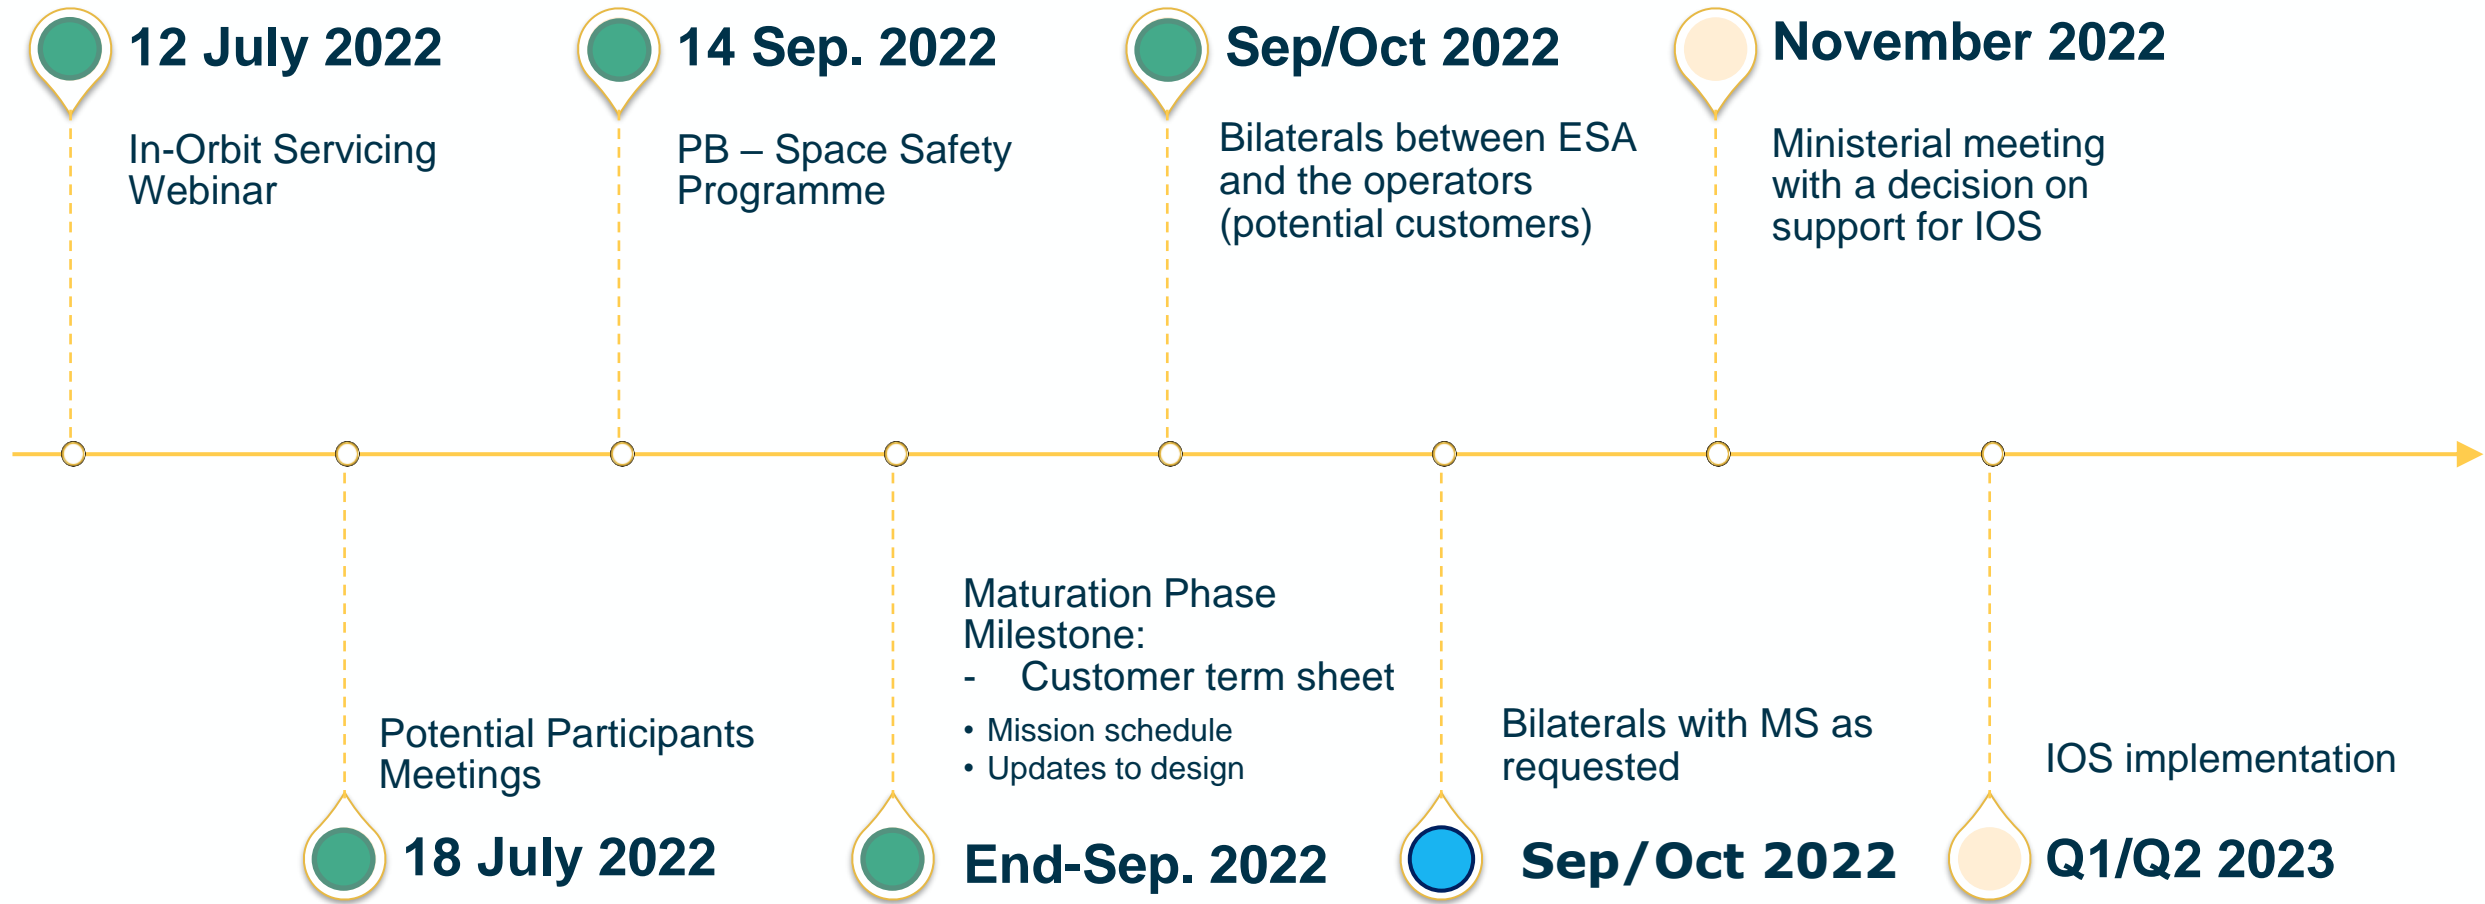 12 July 2022
In-Orbit Servicing
Webinar
14 Sep. 2022
PB – Space Safety
Programme
Sep/Oct 2022
Bilaterals between ESA
and the operators
(potential customers)
November 2022
Ministerial meeting
with a decision on
support for IOS
Potential Participants
Meetings
18 July 2022
Maturation Phase
Milestone:
- Customer term sheet
• Mission schedule
• Updates to design
End-Sep. 2022
Bilaterals with MS as
requested
Sep/Oct 2022
IOS implementation
Q1/Q2 2023